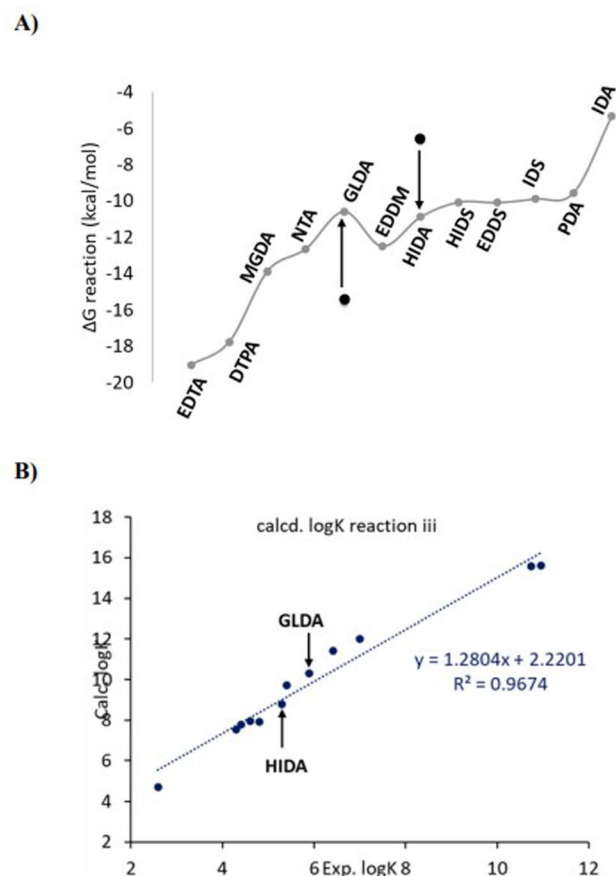 A)
ΔG reaction (kcal/mol)
-4
-6
-8
-10
-12
-14
-16
-18
-20
EDTA
DTPA
MGDA
NTA
GLDA
EDDM
HIDA
HIDS
EDDS
IDS
PDA
IDA
B)
calcd. logK reaction iii
Calcd. logK
18
16
14
12
10
8
6
4
2
GLDA
HIDA
y = 1.2804x + 2.2201
R² = 0.9674
2 4 6 8 10 12
Exp. logK